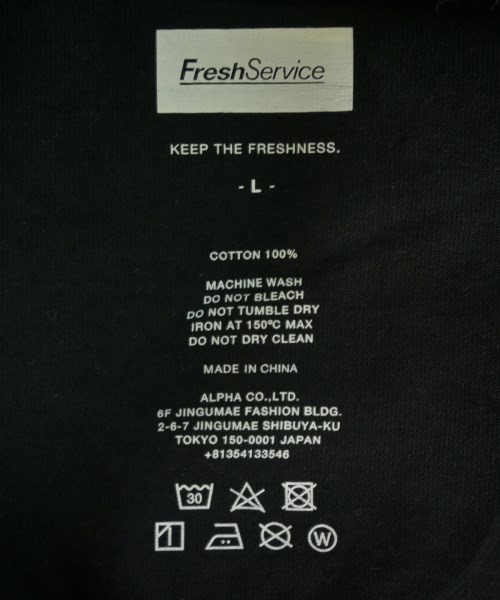 FreshService
KEEP THE FRESHNESS.
- L -
COTTON 100%
MACHINE WASH
DO NOT BLEACH
DO NOT TUMBLE DRY
IRON AT 150ºC MAX
DO NOT DRY CLEAN
MADE IN CHINA
ALPHA CO.,LTD.
6F JINGUMAE FASHION BLDG.
2-6-7 JINGUMAE SHIBUYA-KU
TOKYO 150-0001 JAPAN
+81354133546
30
W